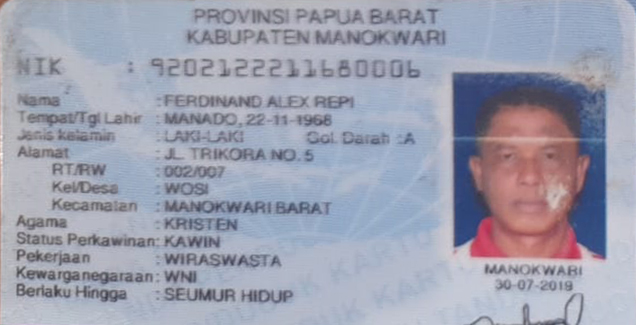 PROVINSI PAPUA BARAT
KABUPATEN MANOKWARI
NIK : 9202122211680006
Nama : FERDINAND ALEX REPI
Tempat/Tgl Lahir : MANADO, 22-11-1968
Jenis kelamin : LAKI-LAKI Gol. Darah :A
Alamat : JL. TRIKORA NO. 5
RT/RW : 002/007
Kel/Desa : WOSI
Kecamatan : MANOKWARI BARAT
Agama : KRISTEN
Status Perkawinan: KAWIN
Pekerjaan : WIRASWASTA
Kewarganegaraan: WNI
Berlaku Hingga : SEUMUR HIDUP
MANOKWARI
30-07-2019